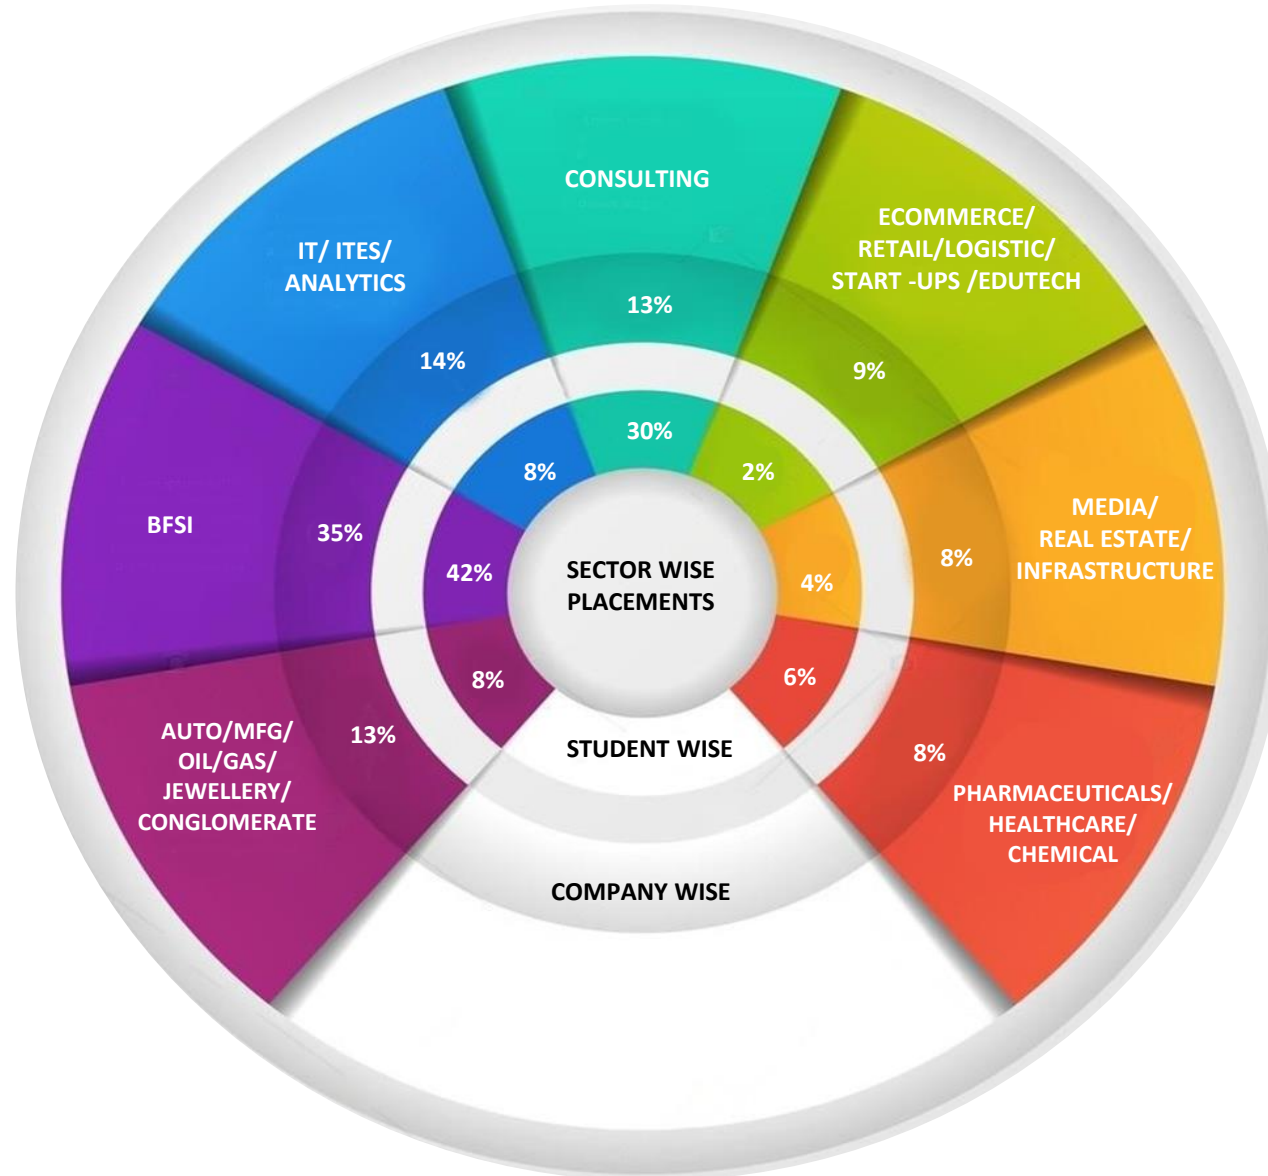 CONSULTING
13%
30%
ECOMMERCE/
RETAIL/LOGISTIC/
START -UPS /EDUTECH
9%
2%
MEDIA/
REAL ESTATE/
INFRASTRUCTURE
8%
4%
PHARMACEUTICALS/
HEALTHCARE/
CHEMICAL
8%
6%
IT/ ITES/
ANALYTICS
14%
8%
BFSI
35%
42%
AUTO/MFG/
OIL/GAS/
JEWELLERY/
CONGLOMERATE
13%
8%
SECTOR WISE
PLACEMENTS
STUDENT WISE
COMPANY WISE